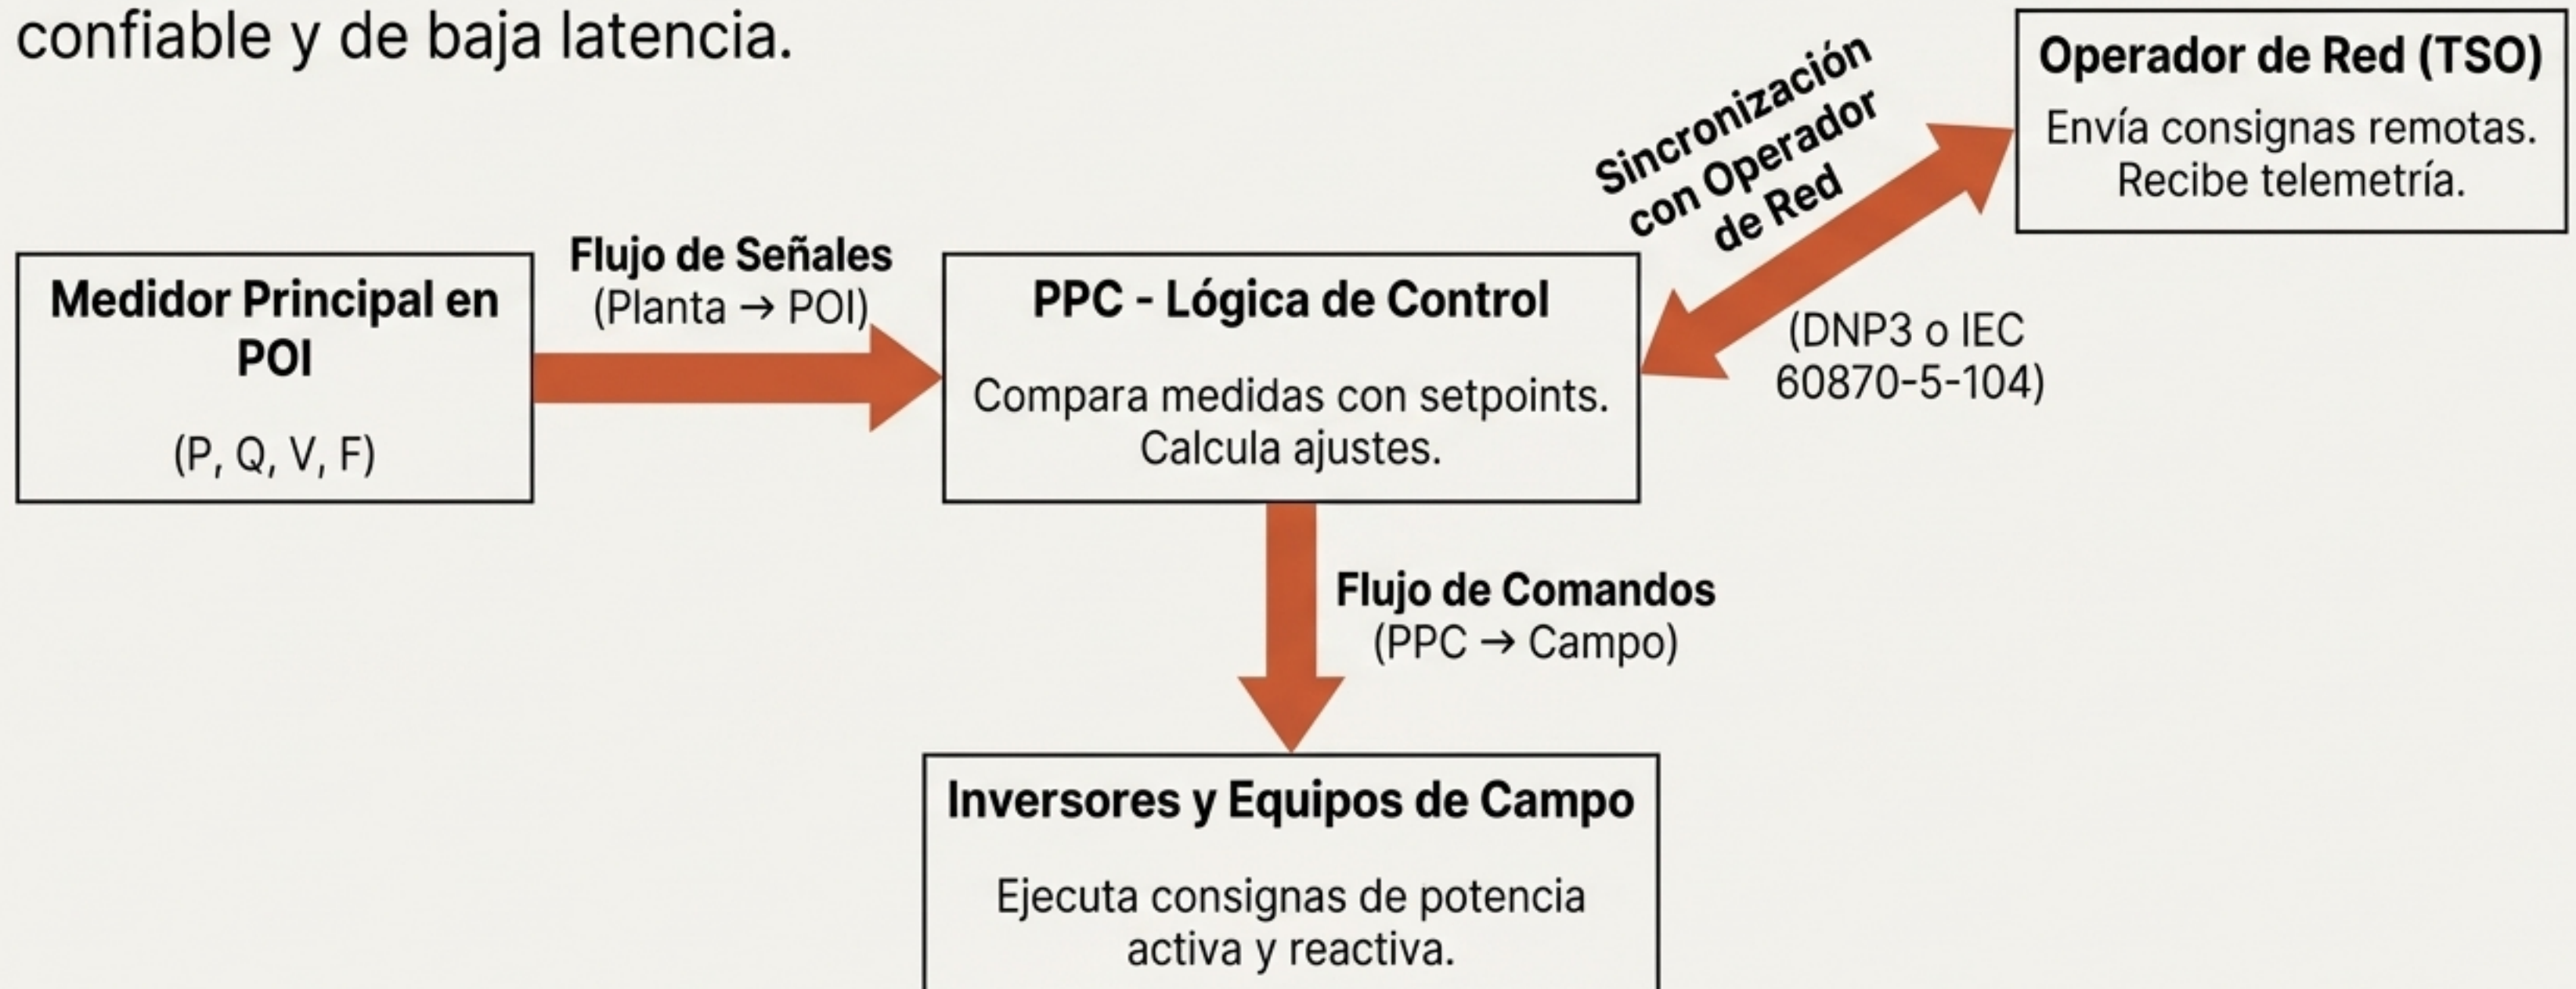 confiable y de baja latencia.
Operador de Red (TSO)
Envía consignas remotas.
Recibe telemetría.
Sincronización
con Operador
de Red
(DNP3 o IEC
60870-5-104)
Medidor Principal en
POI
(P, Q, V, F)
Flujo de Señales
(Planta → POI)
PPC - Lógica de Control
Compara medidas con setpoints.
Calcula ajustes.
Flujo de Comandos
(PPC → Campo)
Inversores y Equipos de Campo
Ejecuta consignas de potencia
activa y reactiva.